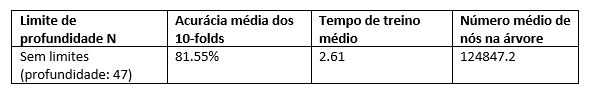 Limite de profundidade N
Acurácia média dos 10-folds
Tempo de treino médio
Número médio de nós na árvore
Sem limites (profundidade: 47)
81.55%
2.61
124847.2